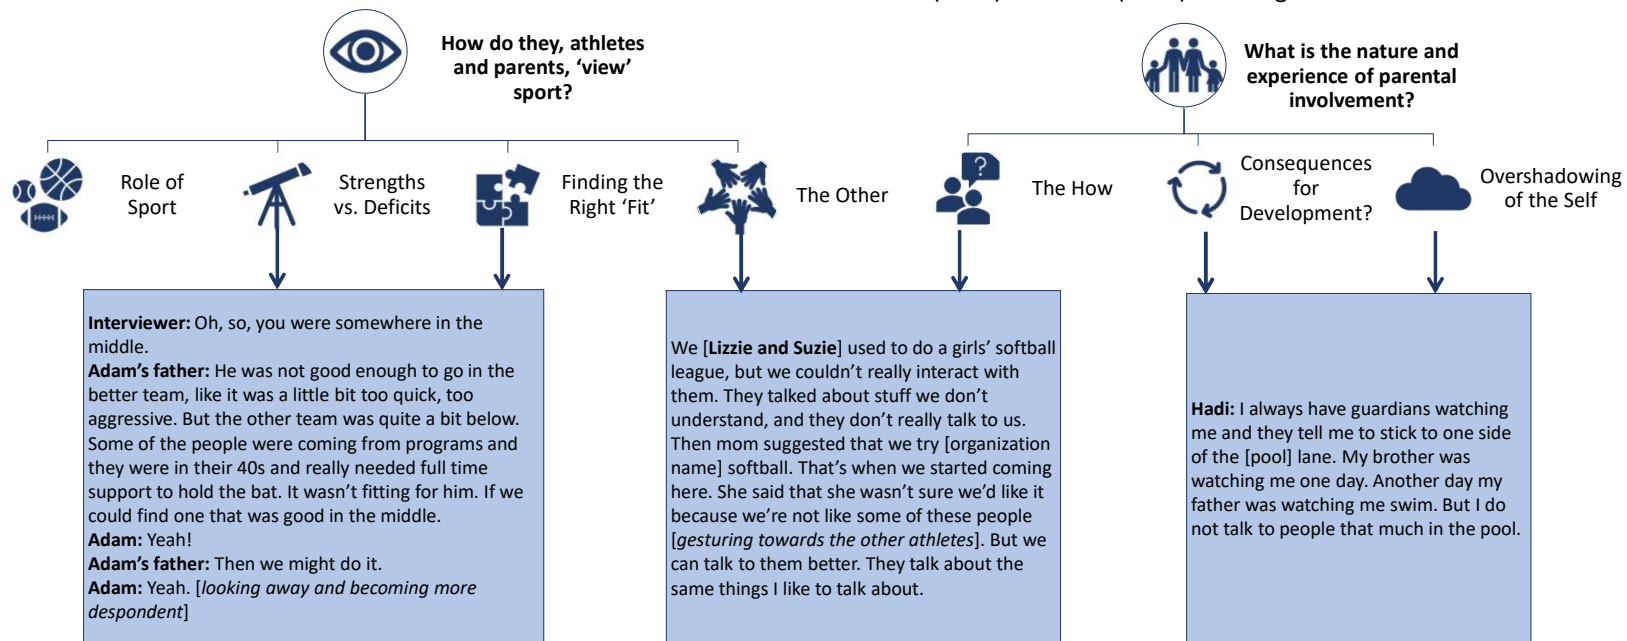 How do they, athletes
and parents, ‘view’
sport?
What is the nature and
experience of parental
involvement?
Role of
Sport
Strengths
vs. Deficits
Finding the
Right ‘Fit’
The Other
?
The How
Consequences
for
Development?
Overshadowing
of the Self
Interviewer: Oh, so, you were somewhere in the
middle.
Adam’s father: He was not good enough to go in the
better team, like it was a little bit too quick, too
aggressive. But the other team was quite a bit below.
Some of the people were coming from programs and
they were in their 40s and really needed full time
support to hold the bat. It wasn’t fitting for him. If we
could find one that was good in the middle.
Adam: Yeah!
Adam’s father: Then we might do it.
Adam: Yeah. [looking away and becoming more
despondent]
We [Lizzie and Suzie] used to do a girls’ softball
league, but we couldn’t really interact with
them. They talked about stuff we don’t
understand, and they don’t really talk to us.
Then mom suggested that we try [organization
name] softball. That’s when we started coming
here. She said that she wasn’t sure we’d like it
because we’re not like some of these people
[gesturing towards the other athletes]. But we
can talk to them better. They talk about the
same things I like to talk about.
Hadi: I always have guardians watching
me and they tell me to stick to one side
of the [pool] lane. My brother was
watching me one day. Another day my
father was watching me swim. But I do
not talk to people that much in the pool.